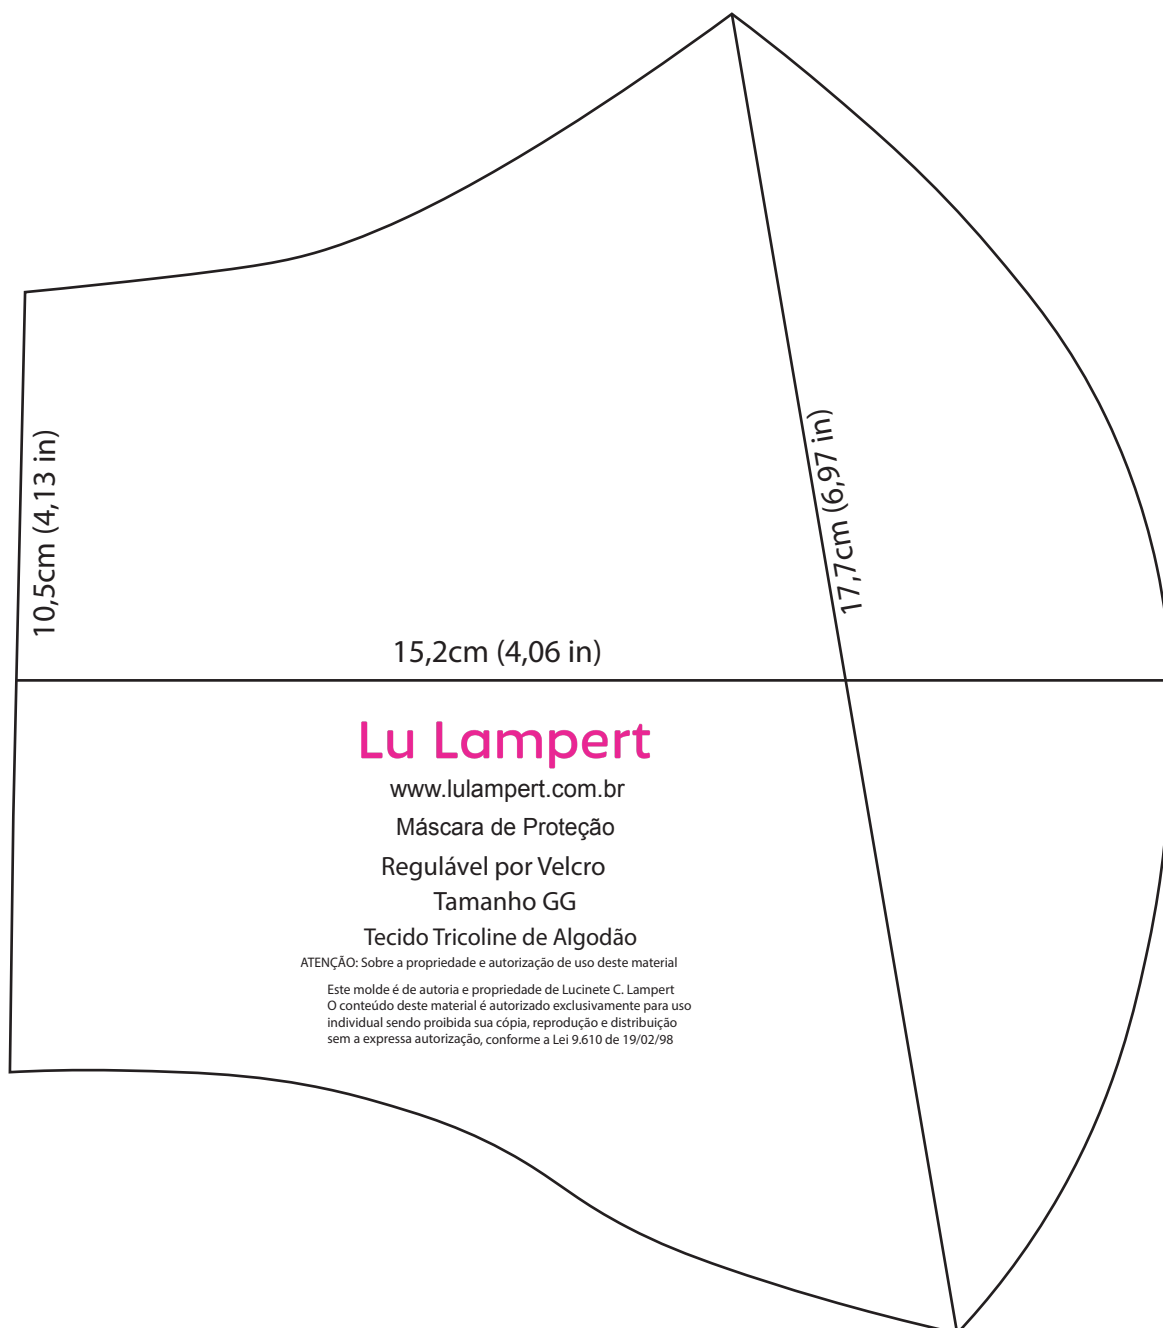 10,5cm (4,13 in)
17,7cm (6,97 in)
15,2cm (4,06 in)
Lu Lampert
www.lulampert.com.br
Máscara de Proteção
Regulável por Velcro
Tamanho GG
Tecido Tricoline de Algodão
ATENÇÃO: Sobre a propriedade e autorização de uso deste material
Este molde é de autoria e propriedade de Lucinete C. Lampert
O conteúdo deste material é autorizado exclusivamente para uso
individual sendo proibida sua cópia, reprodução e distribuição
sem a expressa autorização, conforme a Lei 9.610 de 19/02/98